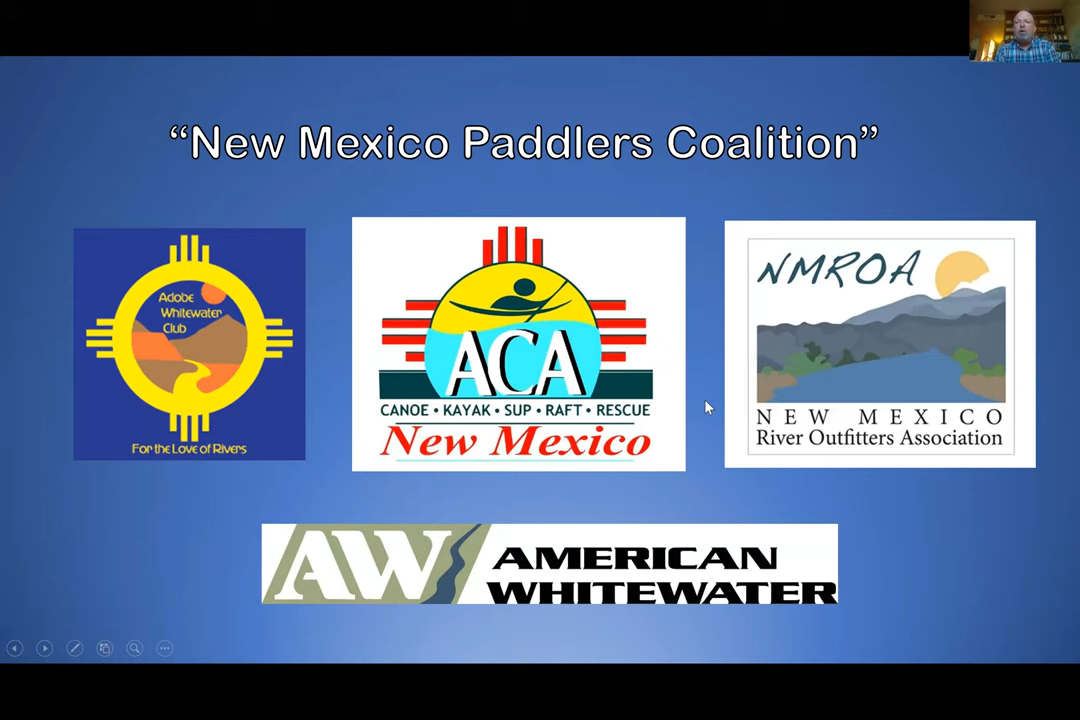 “New Mexico Paddlers Coalition”
Adobe
Whitewater
Club
For the Love of Rivers
ACA
CANOE • KAYAK • SUP • RAFT • RESCUE
New Mexico
NMROA
NEW MEXICO
River Outfitters Association
AW
AMERICAN
WHITEWATER